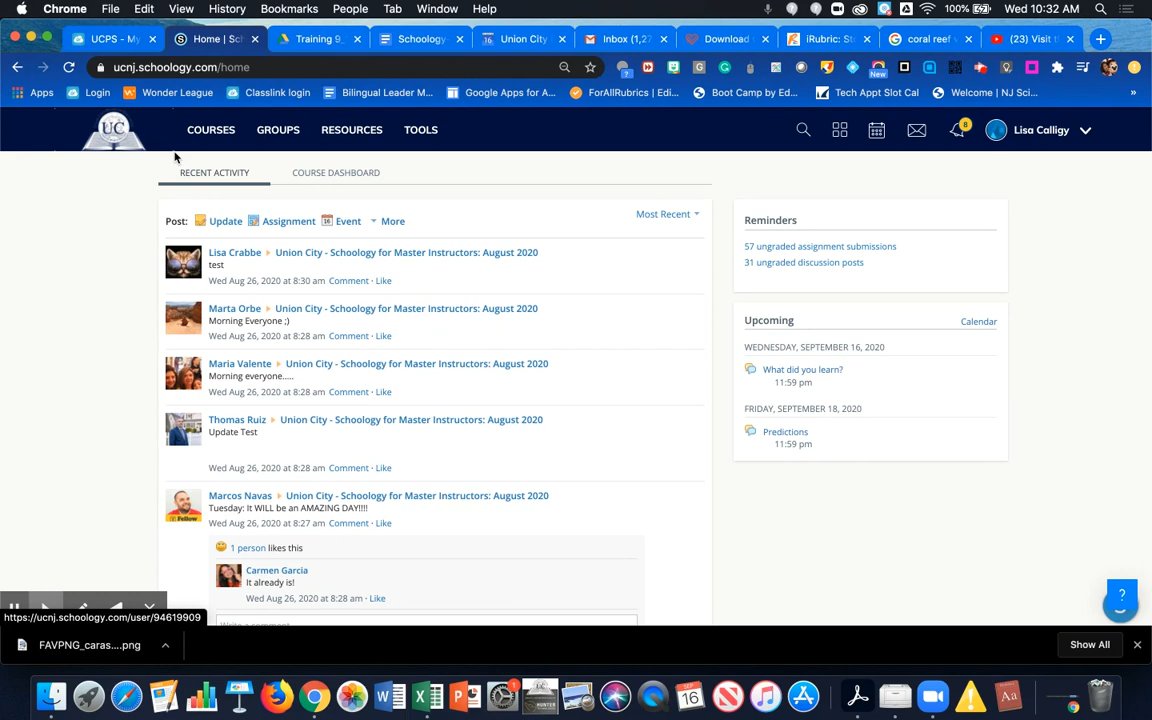 Chrome File Edit View History Bookmarks People Tab Window Help 100% Wed 10:32 AM
UCPS - My Home | Sch Training 9_ Schoology Union City Inbox (1,27 Download iRubric: St coral reef (23) Visit t
ucnj.schoology.com/home
Apps Login Wonder League Classlink login Bilingual Leader M... Google Apps for A... ForAllRubrics | Edi... Boot Camp by Ed... Tech Appt Slot Cal Welcome | NJ Sci... »
UC COURSES GROUPS RESOURCES TOOLS 8 Lisa Calligy
RECENT ACTIVITY COURSE DASHBOARD
Post: Update Assignment Event More Most Recent
Lisa Crabbe Union City - Schoology for Master Instructors: August 2020
test
Wed Aug 26, 2020 at 8:30 am Comment · Like
Marta Orbe Union City - Schoology for Master Instructors: August 2020
Morning Everyone ;)
Wed Aug 26, 2020 at 8:28 am Comment · Like
Maria Valente Union City - Schoology for Master Instructors: August 2020
Morning everyone.....
Wed Aug 26, 2020 at 8:28 am Comment · Like
Thomas Ruiz Union City - Schoology for Master Instructors: August 2020
Update Test
Wed Aug 26, 2020 at 8:28 am Comment · Like
Marcos Navas Union City - Schoology for Master Instructors: August 2020
Tuesday: It WILL be an AMAZING DAY!!!!
Wed Aug 26, 2020 at 8:27 am Comment · Like
1 person likes this
Carmen Garcia
It already is!
Wed Aug 26, 2020 at 8:28 am Like
Write a comment
Reminders
57 ungraded assignment submissions
31 ungraded discussion posts
Upcoming Calendar
WEDNESDAY, SEPTEMBER 16, 2020
What did you learn?
11:59 pm
FRIDAY, SEPTEMBER 18, 2020
Predictions
11:59 pm
?
https://ucnj.schoology.com/user/94619909
FAVPNG_caras....png Show All